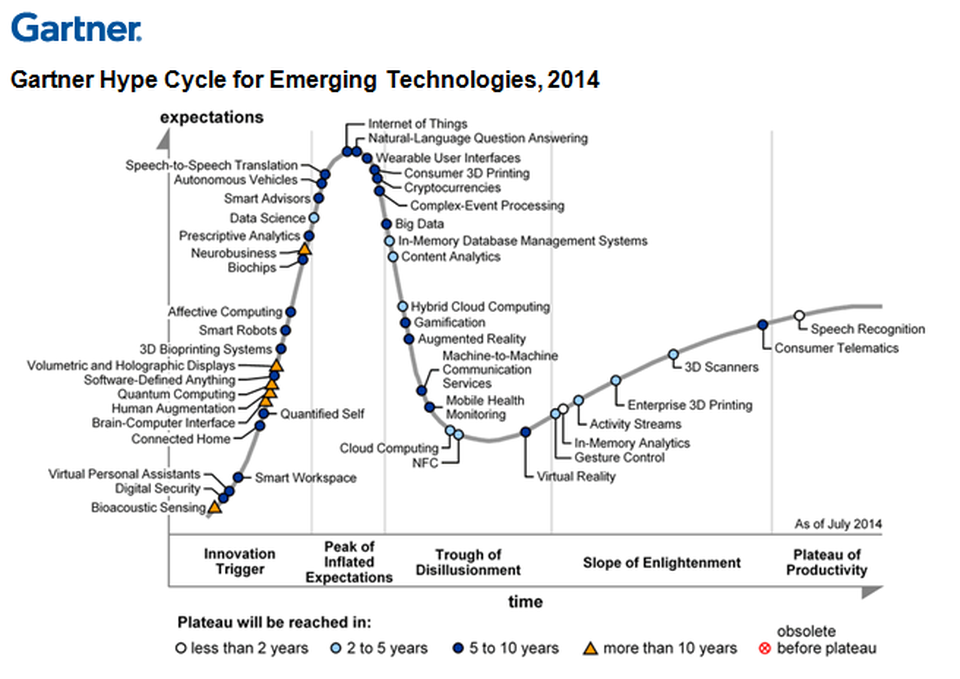 Gartner.
Gartner Hype Cycle for Emerging Technologies, 2014
expectations
Internet of Things
Natural-Language Question Answering
Wearable User Interfaces
Consumer 3D Printing
Cryptocurrencies
Complex-Event Processing
Big Data
In-Memory Database Management Systems
Content Analytics
Hybrid Cloud Computing
Gamification
Augmented Reality
Machine-to-Machine
Communication
Services
Mobile Health
Monitoring
Speech-to-Speech Translation
Autonomous Vehicles
Smart Advisors
Data Science
Prescriptive Analytics
Neurobusiness
Biochips
Affective Computing
Smart Robots
3D Bioprinting Systems
Volumetric and Holographic Displays
Software-Defined Anything
Quantum Computing
Human Augmentation
Brain-Computer Interface
Connected Home
Quantified Self
Virtual Personal Assistants
Smart Workspace
Digital Security
Bioacoustic Sensing
Cloud Computing
NFC
Virtual Reality
Gesture Control
In-Memory Analytics
Activity Streams
Enterprise 3D Printing
3D Scanners
Consumer Telematics
Speech Recognition
As of July 2014
Innovation
Trigger
Peak of
Inflated
Expectations
Trough of
Disillusionment
Slope of Enlightenment
Plateau of
Productivity
time
Plateau will be reached in:
less than 2 years
2 to 5 years
5 to 10 years
more than 10 years
obsolete
before plateau